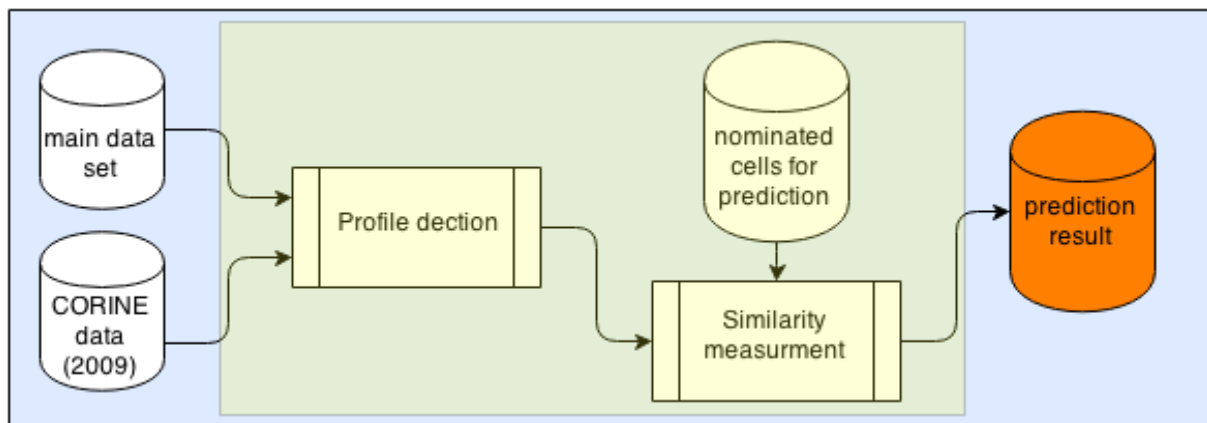 main data
set
CORINE
data
(2009)
Profile dection
nominated
cells for
prediction
Similarity
measurment
prediction
result